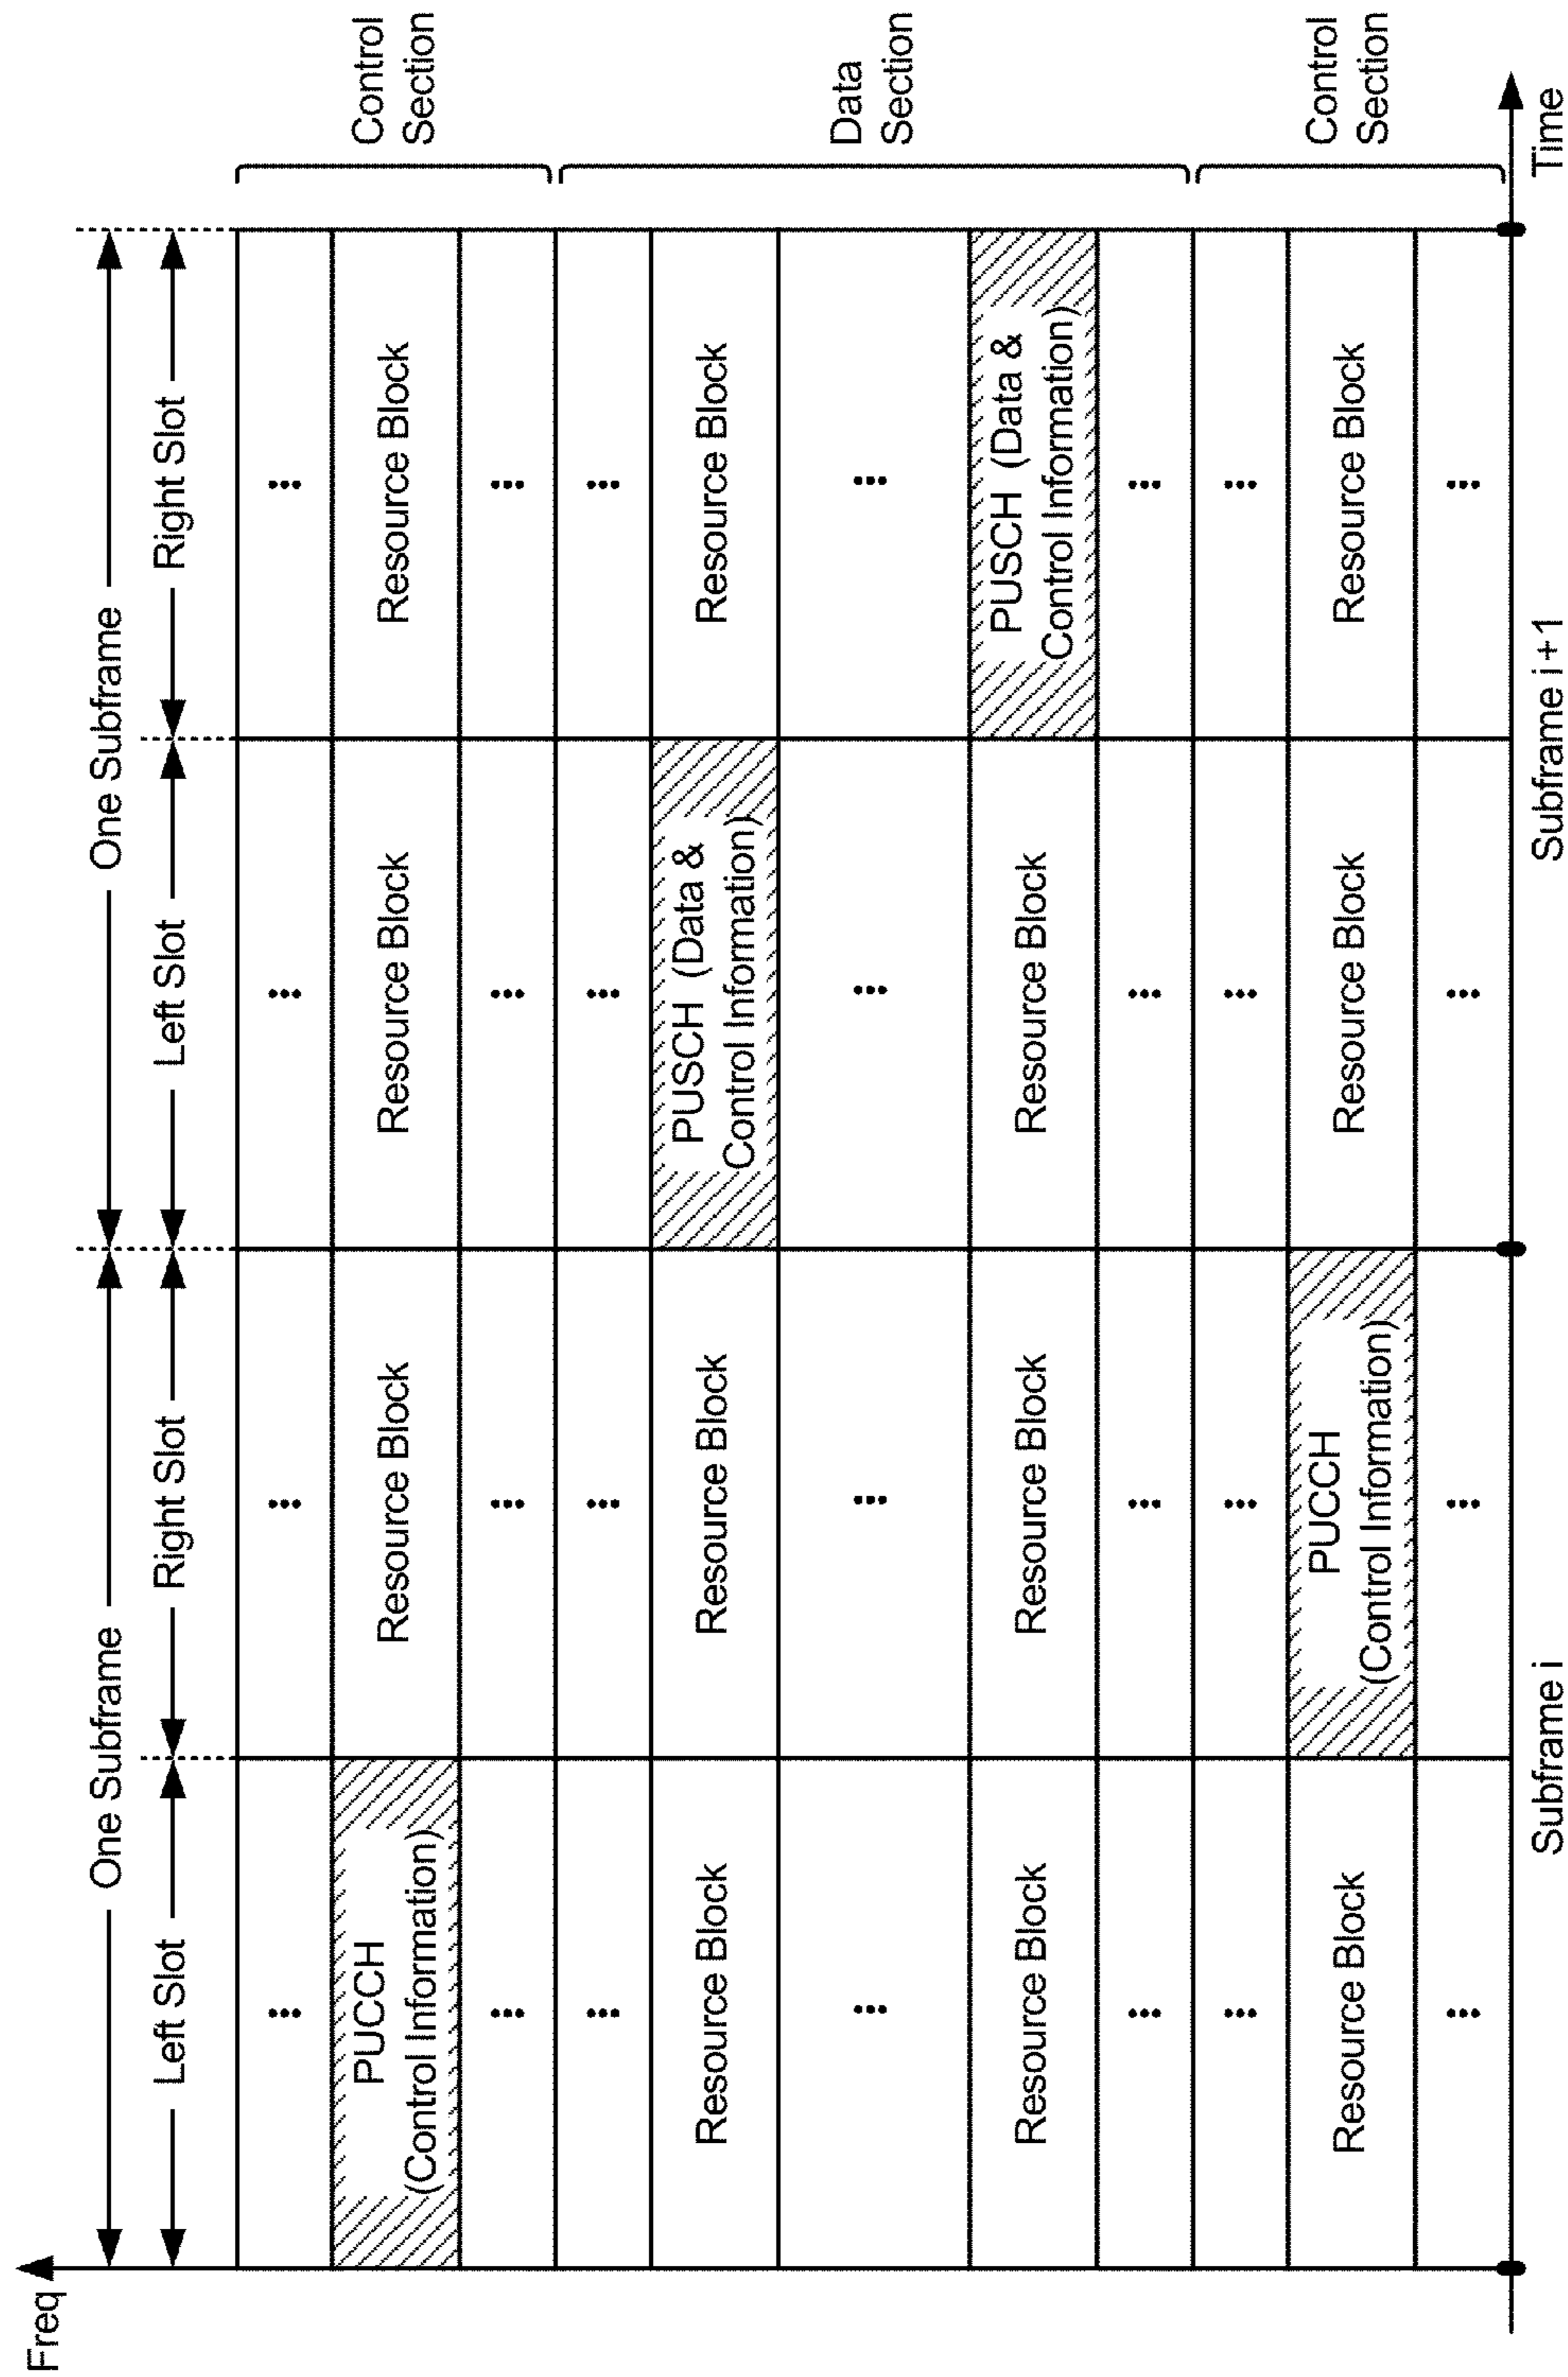 Freq
One Subframe
One Subframe
Left Slot
Right Slot
Left Slot
Right Slot
Control
Section
PUCCH
(Control Information)
Resource Block
Resource Block
Resource Block
Data
Section
Resource Block
Resource Block
PUSCH (Data &
Control Information)
Resource Block
Resource Block
Resource Block
Resource Block
PUSCH (Data &
Control Information)
Control
Section
Resource Block
PUCCH
(Control Information)
Resource Block
Resource Block
Subframe i
Subframe i+1
Time